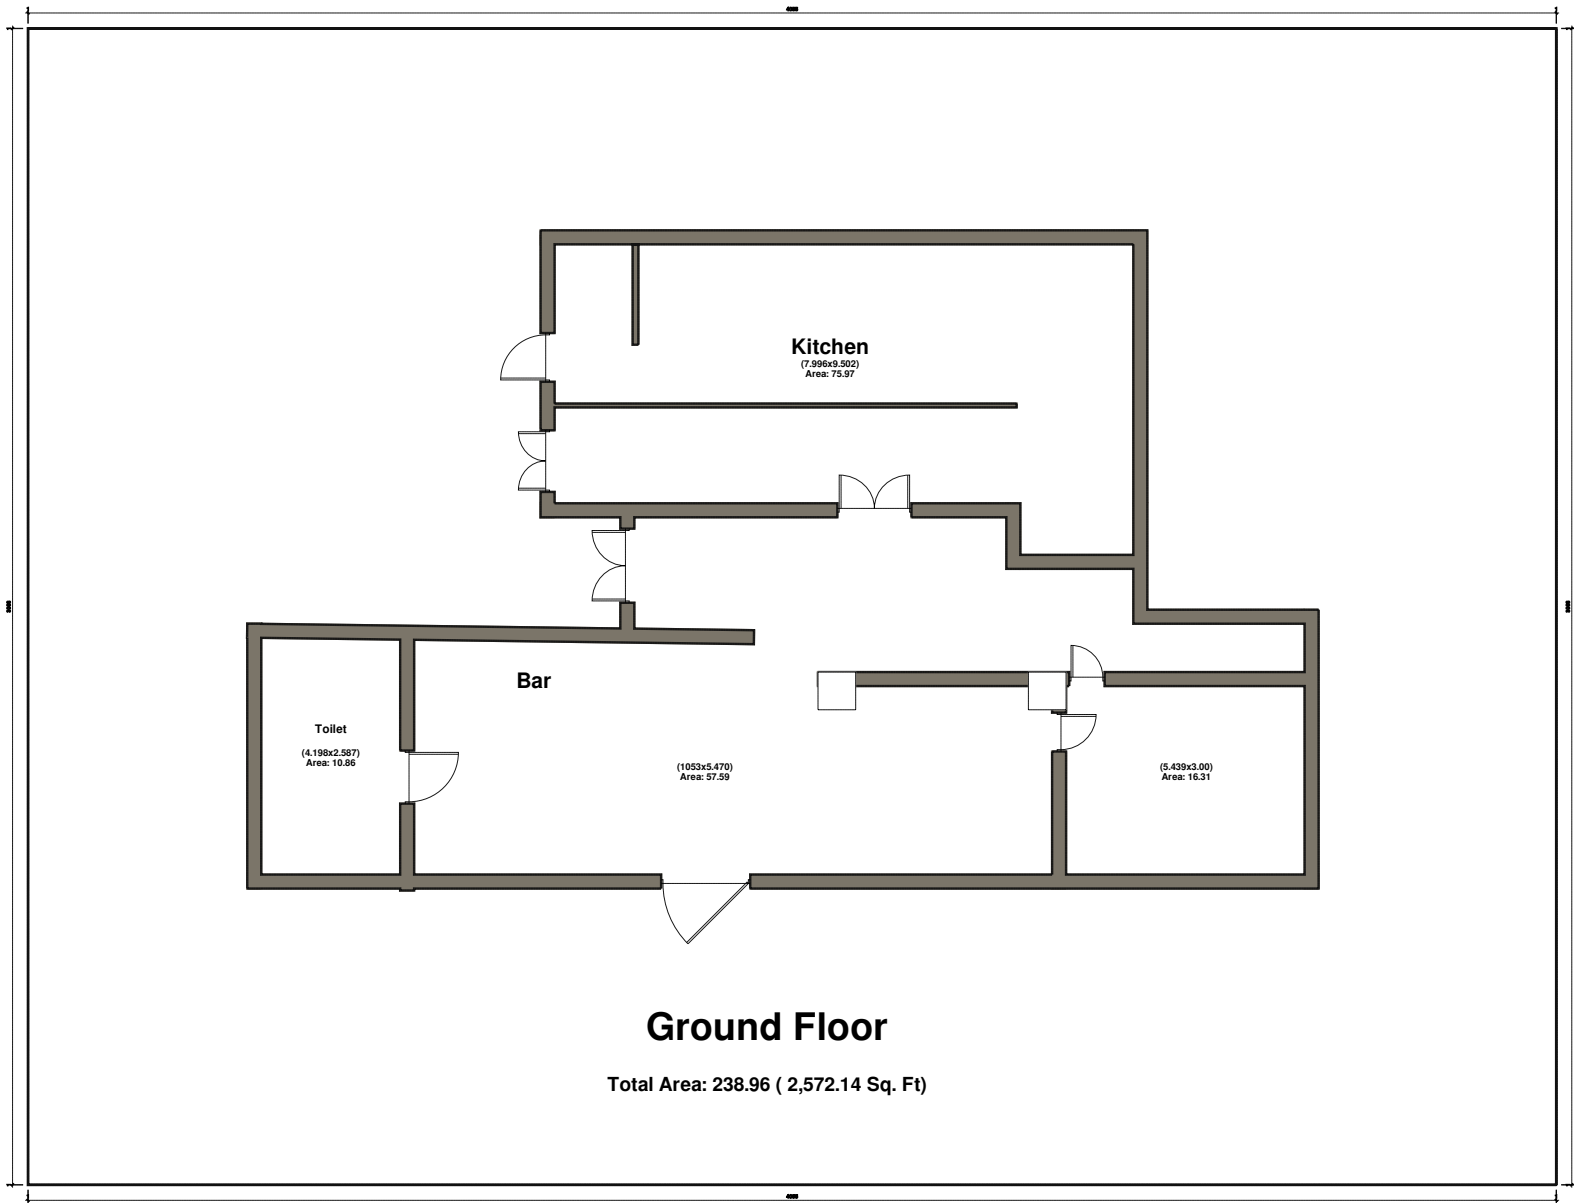 Kitchen
(7.996x9.502)
Area: 75.97
Bar
Toilet
(4.198x2.587)
Area: 10.86
(1053x5.470)
Area: 57.59
(5.439x3.00)
Area: 16.31
Ground Floor
Total Area: 238.96 ( 2,572.14 Sq. Ft)